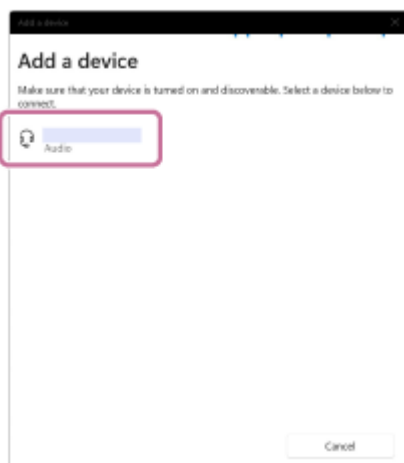 Add a device
Add a device
Make sure that your device is turned on and discoverable. Select a device below to
connect.
Audio
Cancel